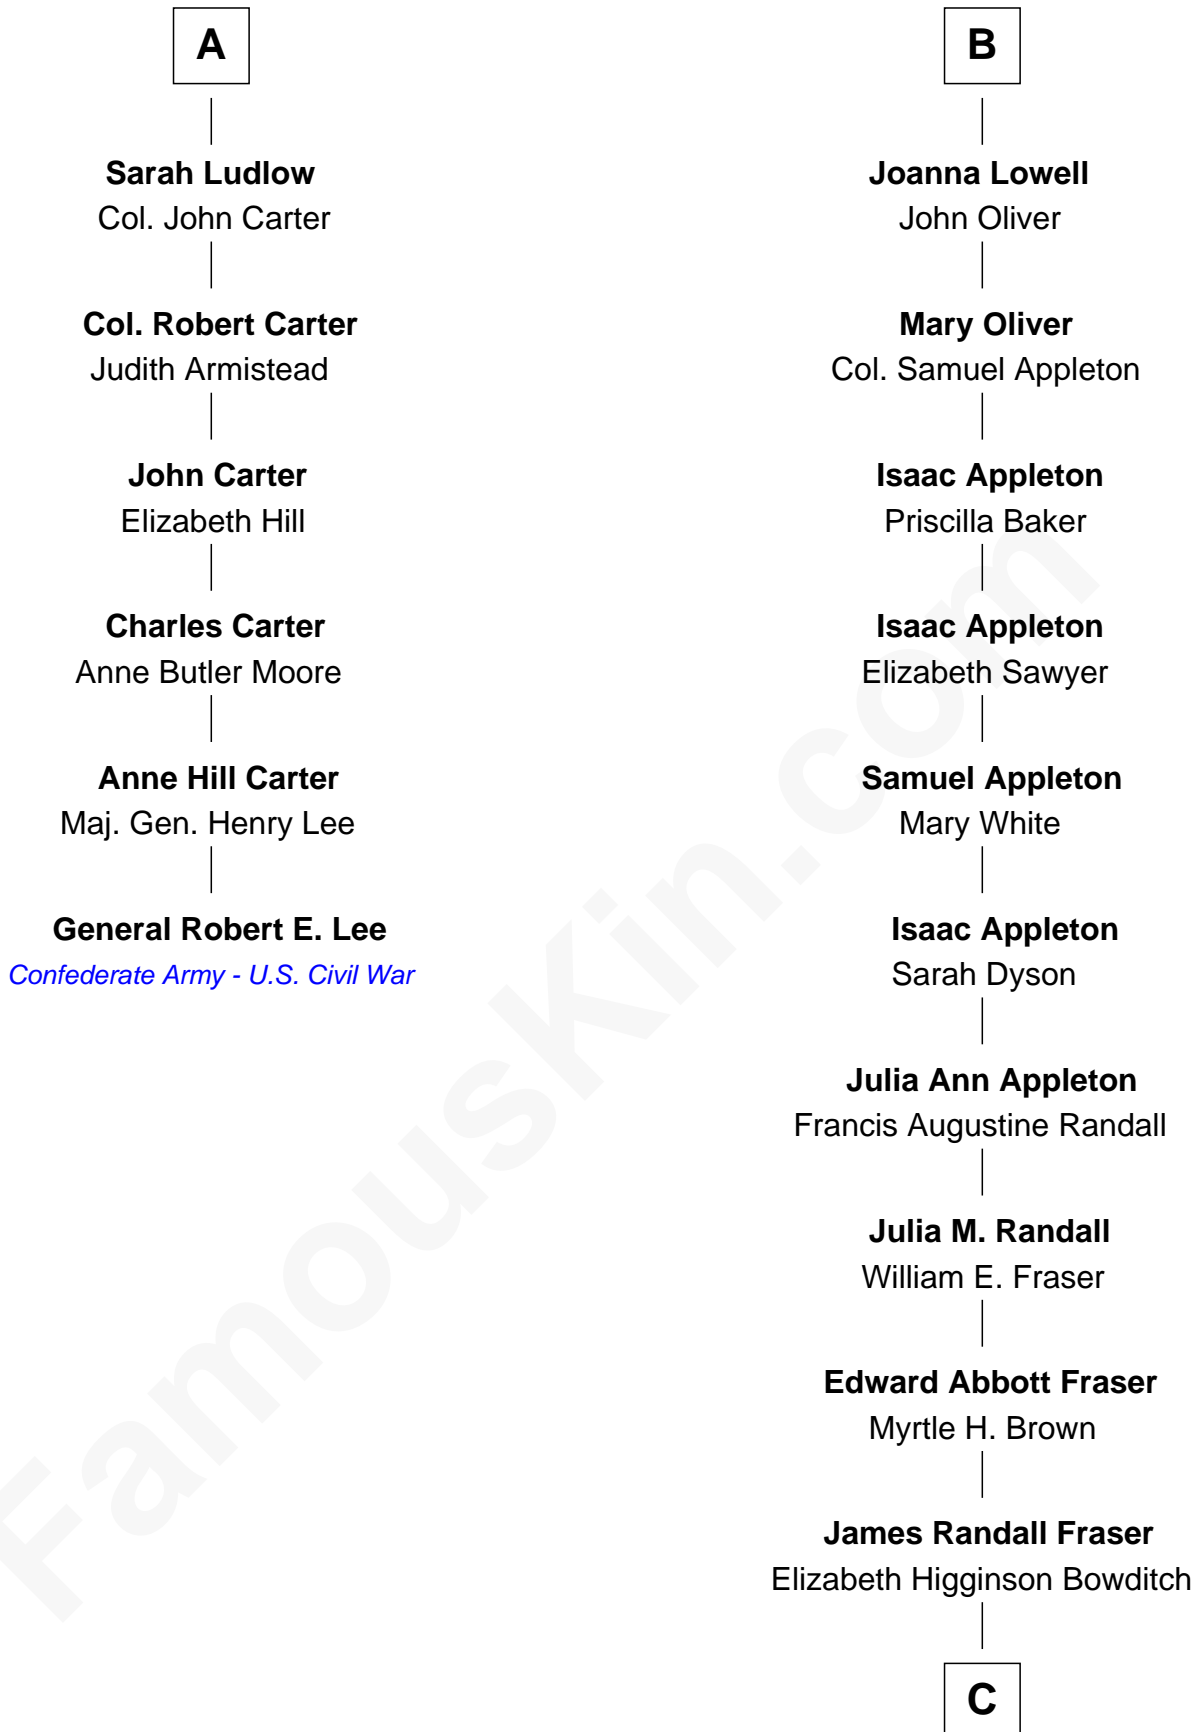 A
Sarah Ludlow
Col. John Carter
Col. Robert Carter
Judith Armistead
John Carter
Elizabeth Hill
Charles Carter
Anne Butler Moore
Anne Hill Carter
Maj. Gen. Henry Lee
General Robert E. Lee
Confederate Army - U.S. Civil War
B
Joanna Lowell
John Oliver
Mary Oliver
Col. Samuel Appleton
Isaac Appleton
Priscilla Baker
Isaac Appleton
Elizabeth Sawyer
Samuel Appleton
Mary White
Isaac Appleton
Sarah Dyson
Julia Ann Appleton
Francis Augustine Randall
Julia M. Randall
William E. Fraser
Edward Abbott Fraser
Myrtle H. Brown
James Randall Fraser
Elizabeth Higginson Bowditch
C
FamousKin.com